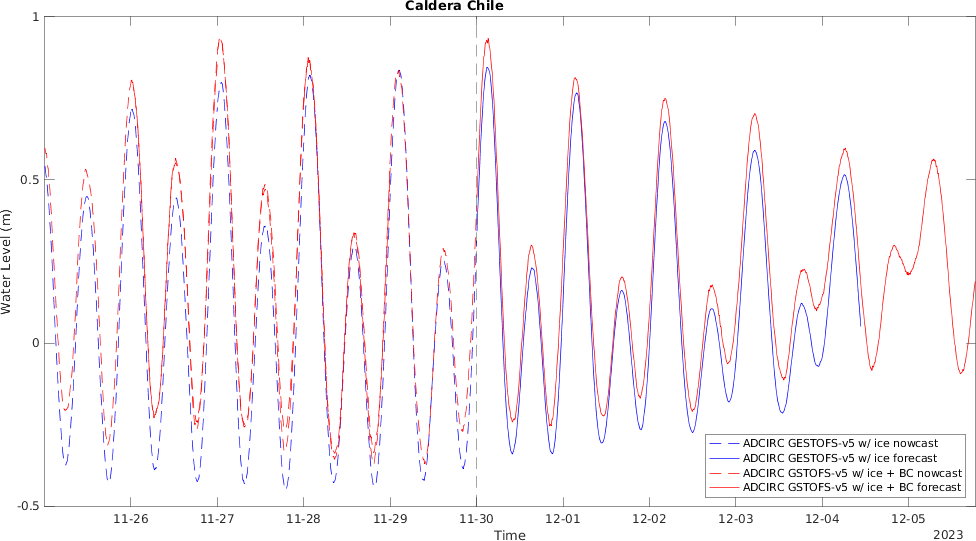 Caldera Chile
1
0.5
0
-0.5
Water Level (m)
11-26
11-27
11-28
11-29
11-30
12-01
12-02
12-03
12-04
12-05
Time
2023
ADCIRC GESTOFS-v5 w/ ice nowcast
ADCIRC GESTOFS-v5 w/ ice forecast
ADCIRC GSTOFS-v5 w/ ice + BC nowcast
ADCIRC GSTOFS-v5 w/ ice + BC forecast